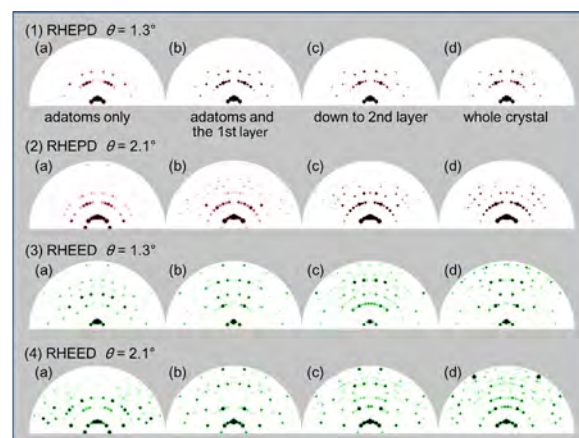 (1) RHEPD θ = 1.3°
(a) (b) (c) (d)
adatoms only adatoms and the 1st layer down to 2nd layer whole crystal
(2) RHEPD θ = 2.1°
(a) (b) (c) (d)
(3) RHEED θ = 1.3°
(a) (b) (c) (d)
(4) RHEED θ = 2.1°
(a) (b) (c) (d)